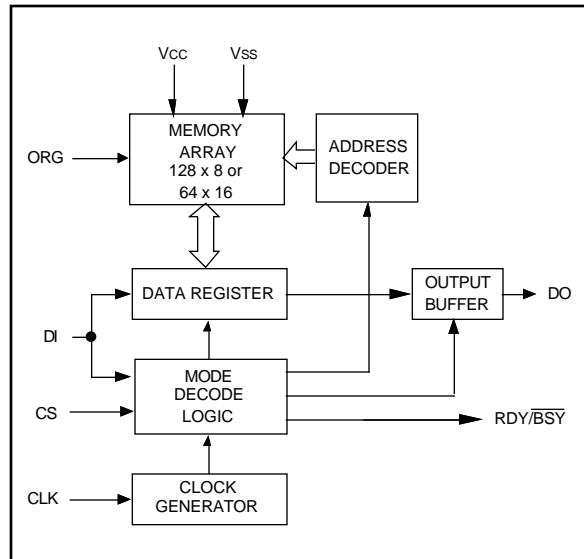 VCC VSS
ORG
MEMORY
ARRAY
128 x 8 or
64 x 16
ADDRESS
DECODER
DATA REGISTER
OUTPUT
BUFFER
DO
DI
MODE
DECODE
LOGIC
CS
RDY/BSY
CLK
CLOCK
GENERATOR